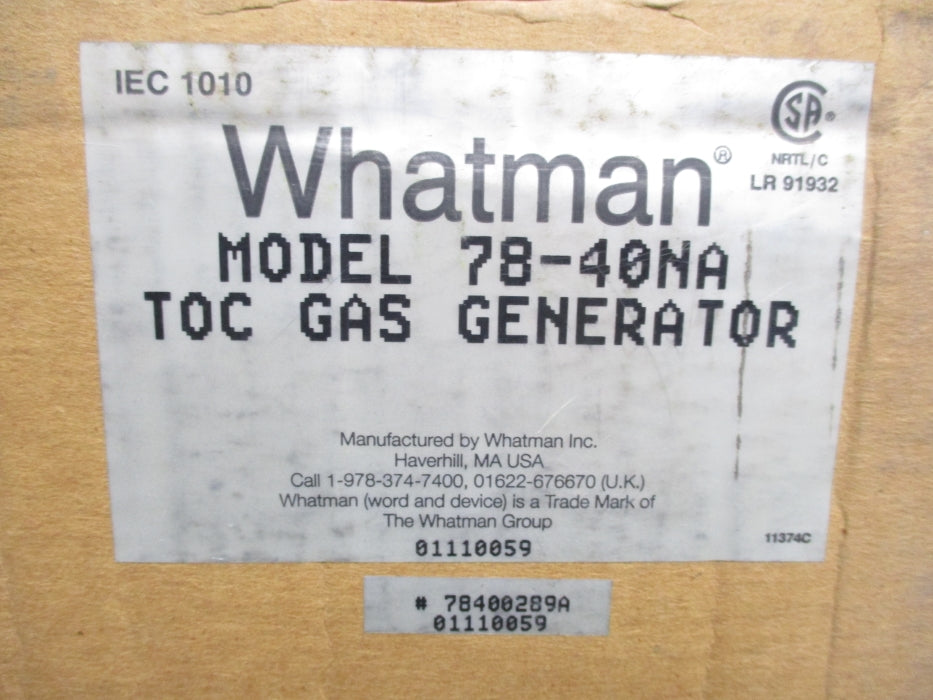 IEC 1010
CSA®
NRTL/C
LR 91932
Whatman®
MODEL 78-40NA
TOC GAS GENERATOR
Manufactured by Whatman Inc.
Haverhill, MA USA
Call 1-978-374-7400, 01622-676670 (U.K.)
Whatman (word and device) is a Trade Mark of
The Whatman Group
01110059
11374C
# 78400289A
01110059